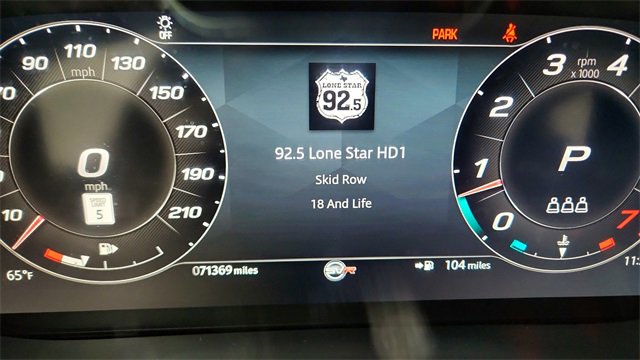 OFF
PARK
90
110
130
mph
70
150
170
190
210
10
0
mph
SPEED
LIMIT
5
LONE STAR
92.5
92.5 Lone Star HD1
Skid Row
18 And Life
3
4
rpm
x 1000
2
1
0
7
P
65°F
071369 miles
SVR
104 miles
11: